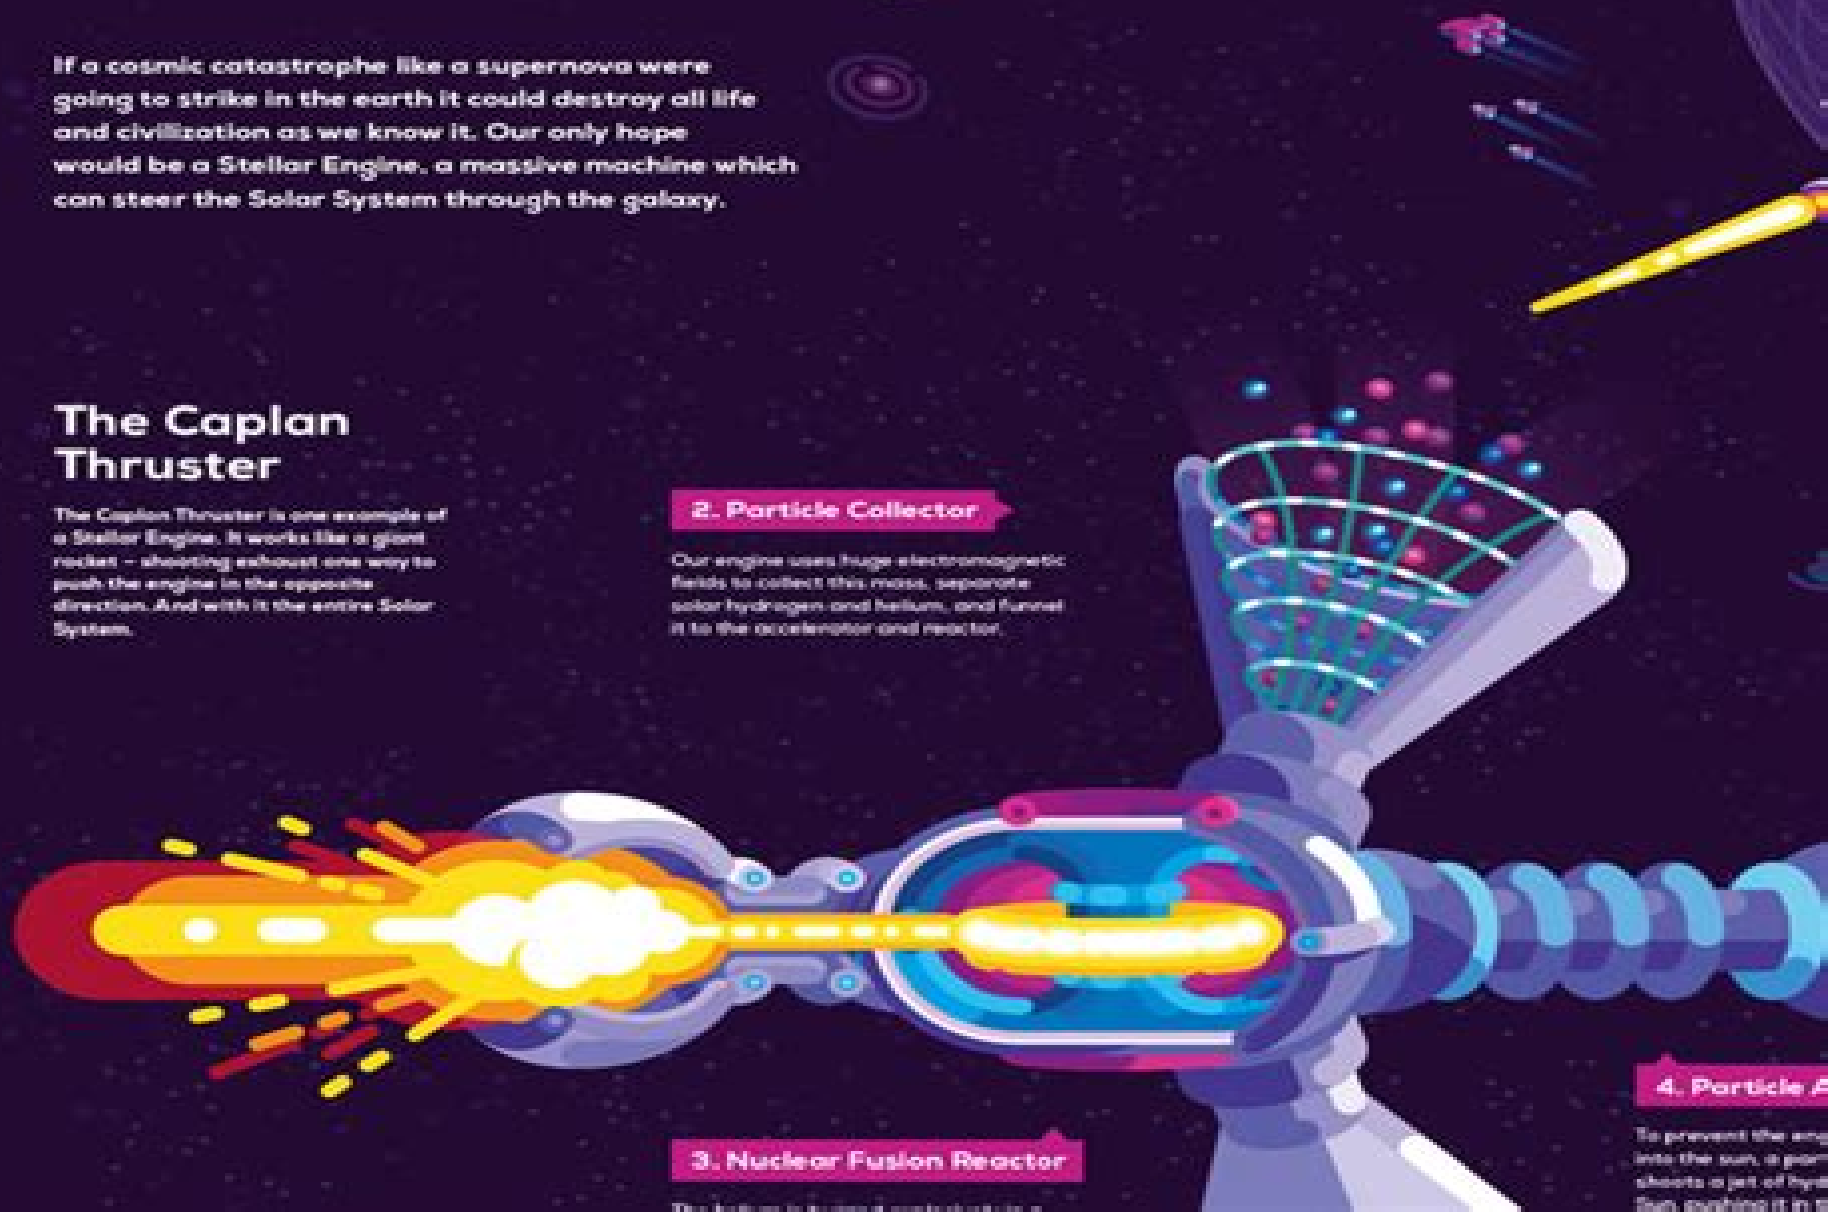 If a cosmic catastrophe like a supernova were
going to strike in the earth it could destroy all life
and civilization as we know it. Our only hope
would be a Stellar Engine, a massive machine which
can steer the Solar System through the galaxy.
The Caplan
Thruster
The Caplan Thruster is one example of
a Stellar Engine. It works like a giant
rocket – shooting exhaust one way to
push the engine in the opposite
direction. And with it the entire Solar
System.
2. Particle Collector
Our engine uses huge electromagnetic
fields to collect this mass, separate
solar hydrogen and helium, and funnel
it to the accelerator and reactor.
3. Nuclear Fusion Reactor
4. Particle
To prevent the
into the sun, a
shoots a jet of
Sun, pushing it in